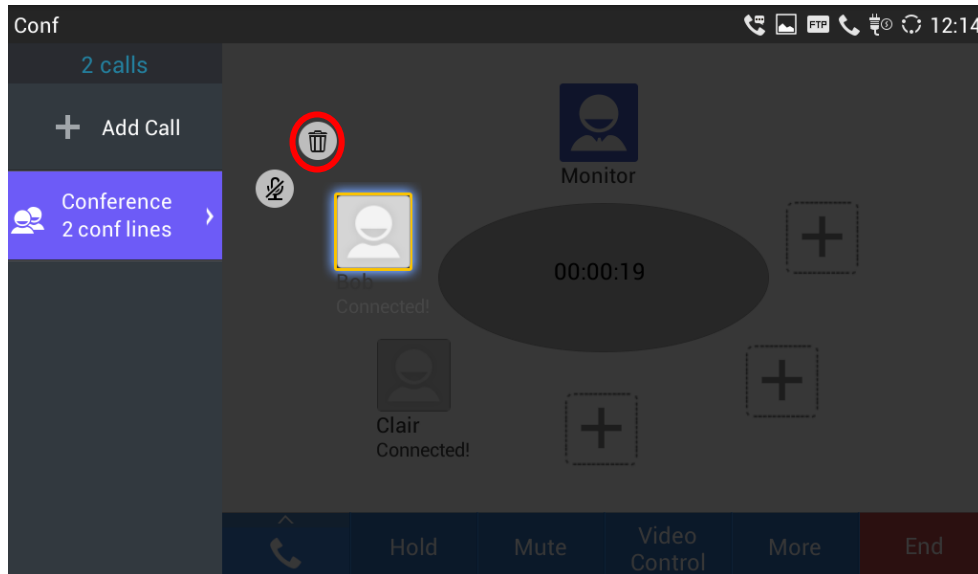 Conf
FTP
12:14
2 calls
Add Call
Conference
2 conf lines
Monitor
00:00:19
Bob
Connected!
Clair
Connected!
Hold
Mute
Video
Control
More
End